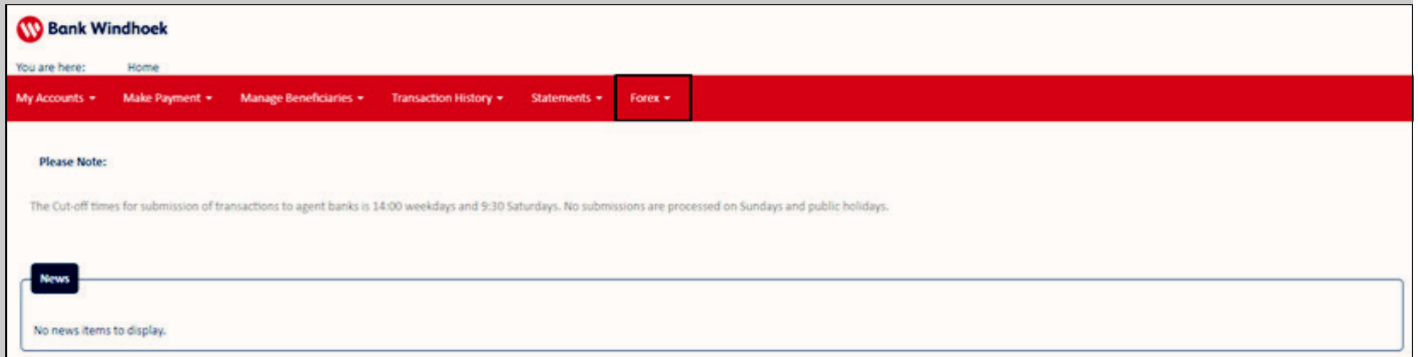 Bank Windhoek
You are here: Home
My Accounts Make Payment Manage Beneficiaries Transaction History Statements Forex
Please Note:
The Cut-off times for submission of transactions to agent banks is 14:00 weekdays and 9:30 Saturdays. No submissions are processed on Sundays and public holidays.
News
No news items to display.